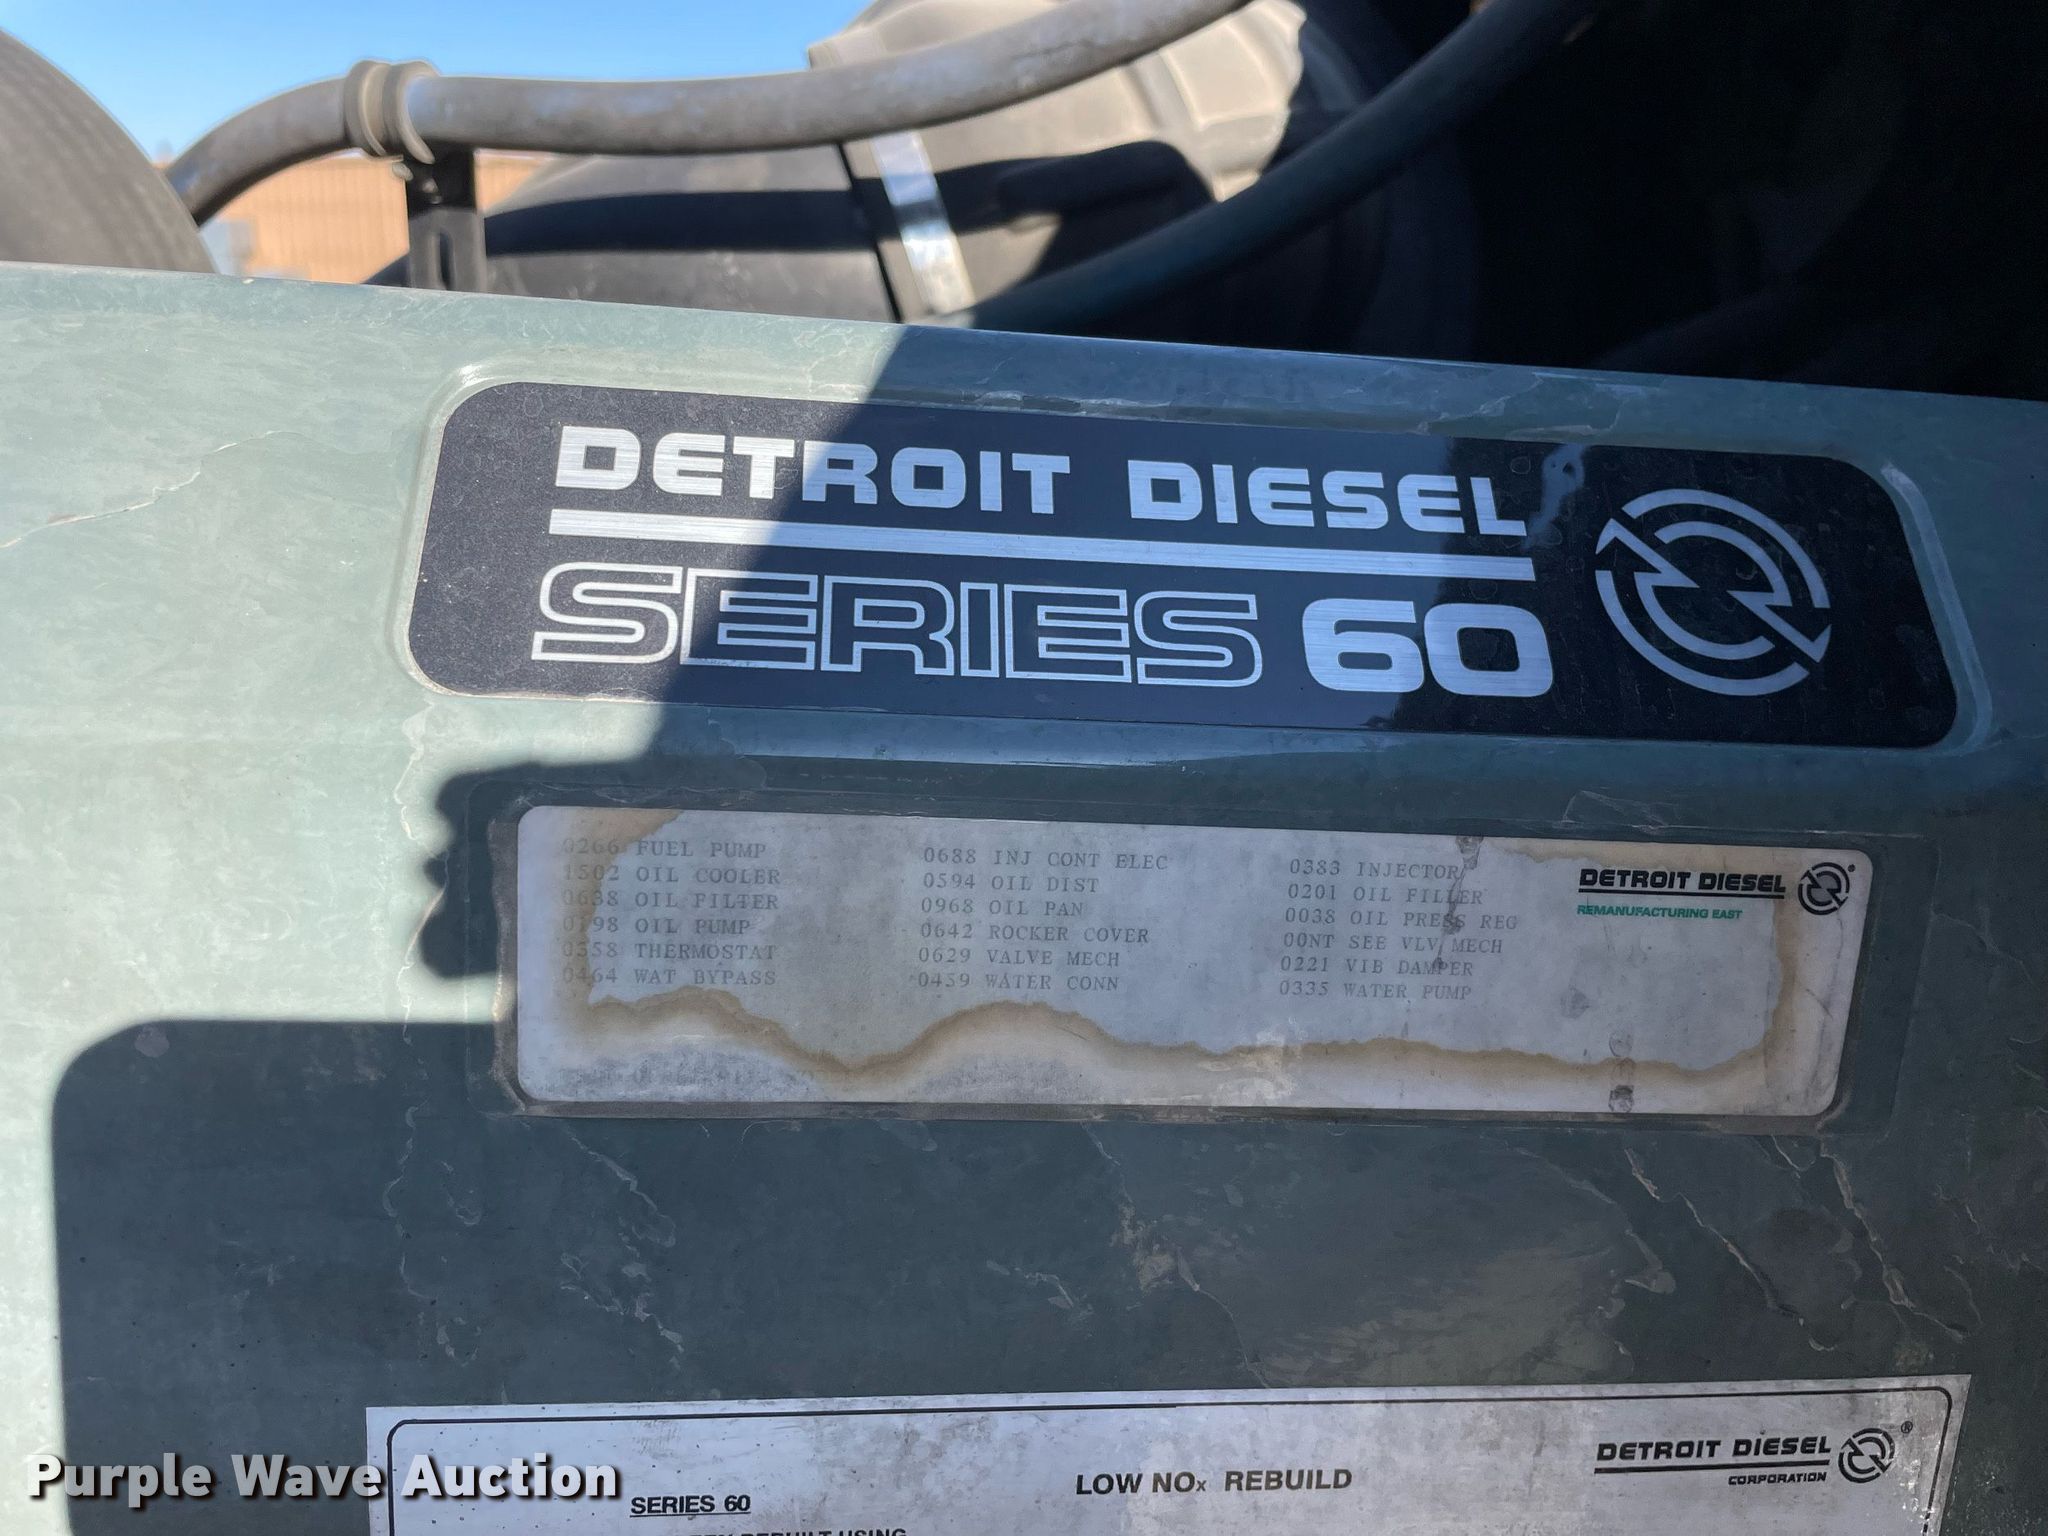 DETROIT DIESEL
SERIES 60
0266 FUEL PUMP
1502 OIL COOLER
0638 OIL FILTER
0198 OIL PUMP
0558 THERMOSTAT
0464 WAT BYPASS
0688 INJ CONT ELEC
0594 OIL DIST
0968 OIL PAN
0642 ROCKER COVER
0629 VALVE MECH
0459 WATER CONN
0383 INJECTOR
0201 OIL FILLER
0038 OIL PRESS REG
00NT SEE VLV MECH
0221 VIB DAMPER
0335 WATER PUMP
DETROIT DIESEL®
REMANUFACTURING EAST
DETROIT DIESEL®
CORPORATION
LOW NOx REBUILD
SERIES 60
REBUILT USING
Purple Wave Auction